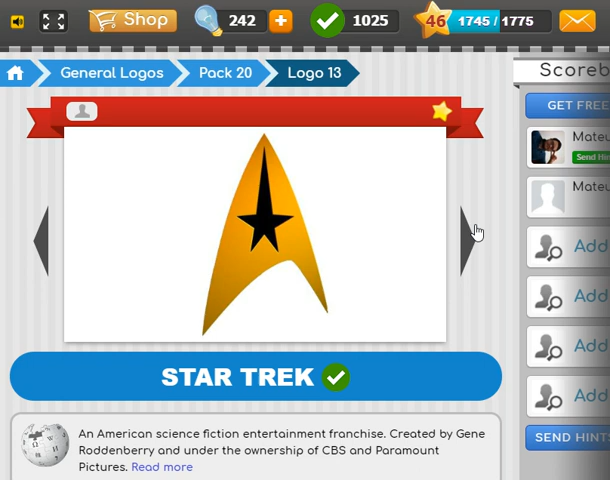 Shop
242
1025
46
1745 / 1775
General Logos
Pack 20
Logo 13
Scoreb
GET FREE
Mateu
Send Hin
Mateu
Add
Add
Add
Add
SEND HINTS
STAR TREK
An American science fiction entertainment franchise. Created by Gene
Roddenberry and under the ownership of CBS and Paramount
Pictures. Read more